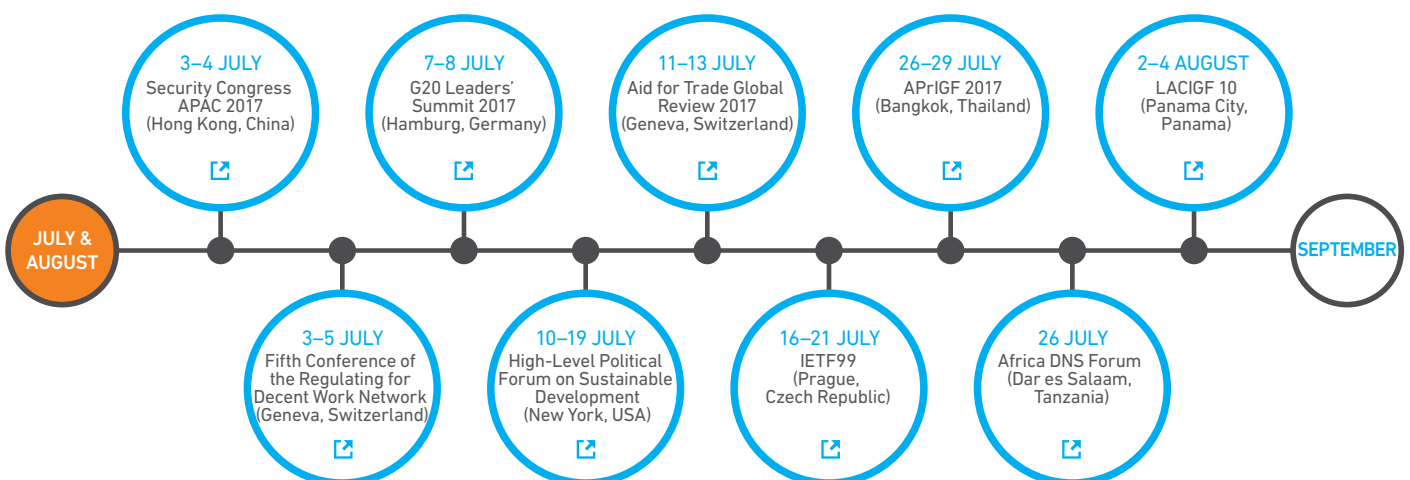 JULY &
AUGUST
3–4 JULY
Security Congress
APAC 2017
(Hong Kong, China)
3–5 JULY
Fifth Conference of
the Regulating for
Decent Work Network
(Geneva, Switzerland)
7–8 JULY
G20 Leaders’
Summit 2017
(Hamburg, Germany)
10–19 JULY
High-Level Political
Forum on Sustainable
Development
(New York, USA)
11–13 JULY
Aid for Trade Global
Review 2017
(Geneva, Switzerland)
16–21 JULY
IETF99
(Prague,
Czech Republic)
26–29 JULY
APrIGF 2017
(Bangkok, Thailand)
26 JULY
Africa DNS Forum
(Dar es Salaam,
Tanzania)
2–4 AUGUST
LACIGF 10
(Panama City,
Panama)
SEPTEMBER